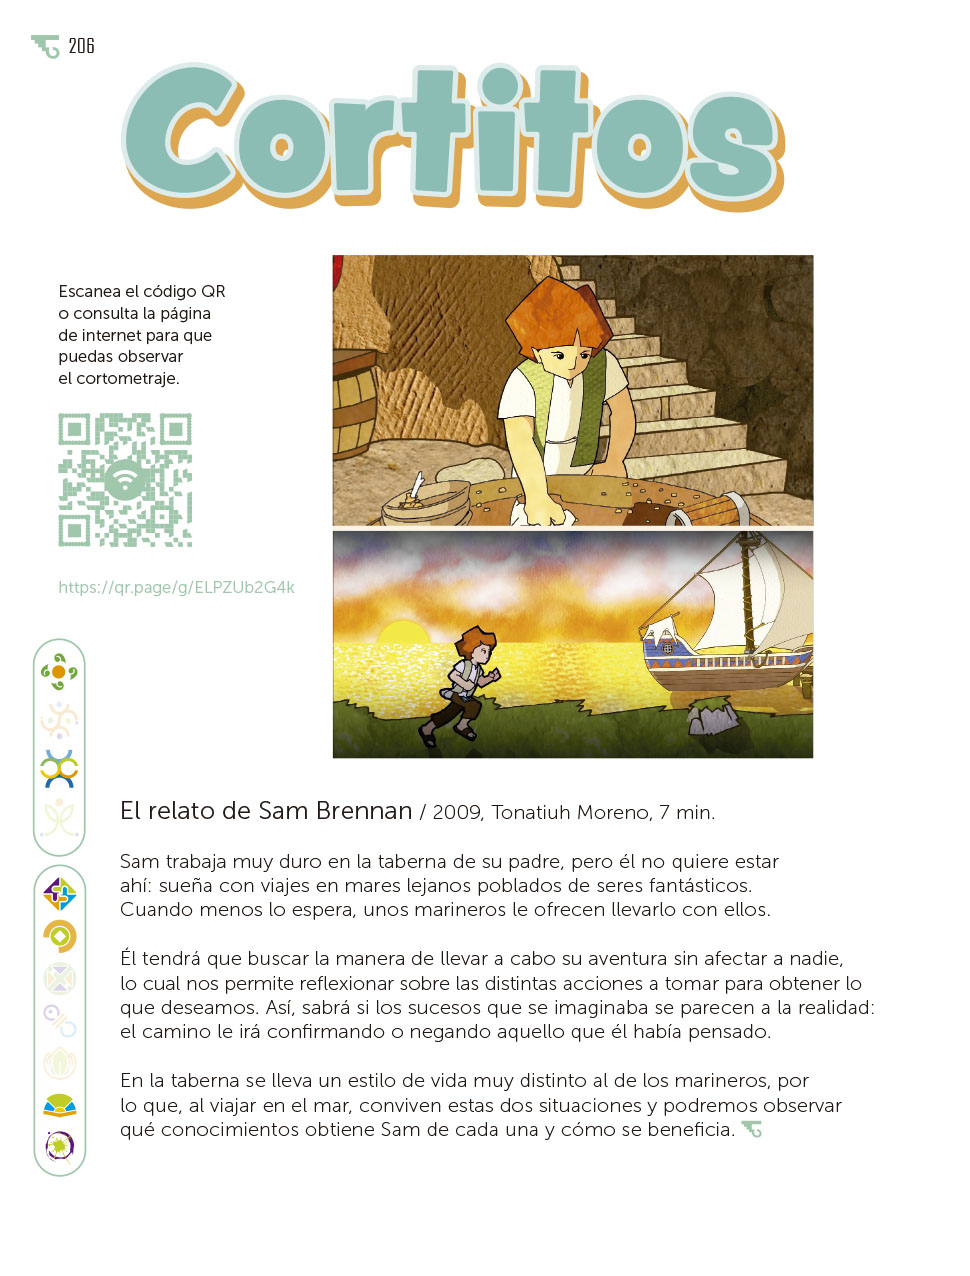 206
Cortitos
Escanea el código QR
o consulta la página
de internet para que
puedas observar
el cortometraje.
https://qr.page/g/ELPZUb2G4k
El relato de Sam Brennan / 2009, Tonatiuh Moreno, 7 min.
Sam trabaja muy duro en la taberna de su padre, pero él no quiere estar
ahí: sueña con viajes en mares lejanos poblados de seres fantásticos.
Cuando menos lo espera, unos marineros le ofrecen llevarlo con ellos.
Él tendrá que buscar la manera de llevar a cabo su aventura sin afectar a nadie,
lo cual nos permite reflexionar sobre las distintas acciones a tomar para obtener lo
que deseamos. Así, sabrá si los sucesos que se imaginaba se parecen a la realidad:
el camino le irá confirmando o negando aquello que él había pensado.
En la taberna se lleva un estilo de vida muy distinto al de los marineros, por
lo que, al viajar en el mar, conviven estas dos situaciones y podremos observar
qué conocimientos obtiene Sam de cada una y cómo se beneficia.